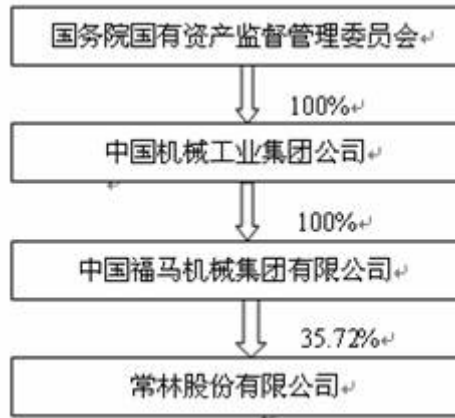 国务院国有资产监督管理委员会
100%
中国机械工业集团公司
100%
中国福马机械集团有限公司
35.72%
常林股份有限公司